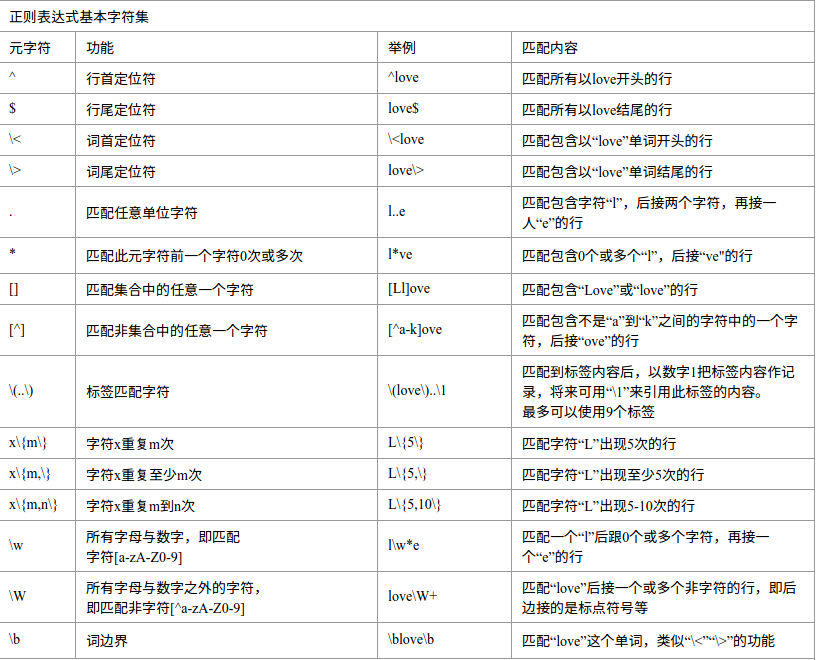 正则表达式基本字符集
元字符 功能 举例 匹配内容
^ 行首定位符 ^love 匹配所有以love开头的行
$ 行尾定位符 love$ 匹配所有以love结尾的行
\< 词首定位符 \<love 匹配包含以“love”单词开头的行
\> 词尾定位符 love\> 匹配包含以“love”单词结尾的行
. 匹配任意单位字符 l..e 匹配包含字符“l”，后接两个字符，再接一
人“e”的行
* 匹配此元字符前一个字符0次或多次 l*ve 匹配包含0个或多个“l”，后接“ve"的行
[] 匹配集合中的任意一个字符 [Ll]ove 匹配包含“Love”或“love”的行
[^] 匹配非集合中的任意一个字符 [^a-k]ove 匹配包含不是“a”到“k”之间的字符中的一个字
符，后接“ove”的行
\(..\) 标签匹配字符 \(love\)..\1 匹配到标签内容后，以数字1把标签内容作记
录，将来可用“\1”来引用此标签的内容。
最多可以使用9个标签
x\{m\} 字符x重复m次 L\{5\} 匹配字符“L”出现5次的行
x\{m,\} 字符x重复至少m次 L\{5,\} 匹配字符“L”出现至少5次的行
x\{m,n\} 字符x重复m到n次 L\{5,10\} 匹配字符“L”出现5-10次的行
\w 所有字母与数字，即匹配
字符[a-zA-Z0-9] l\w*e 匹配一个“l”后跟0个或多个字符，再接一
个“e”的行
\W 所有字母与数字之外的字符，
即匹配非字符[^a-zA-Z0-9] love\W+ 匹配“love”后接一个或多个非字符的行，即后
边接的是标点符号等
\b 词边界 \blove\b 匹配“love”这个单词，类似“\<”“\>”的功能